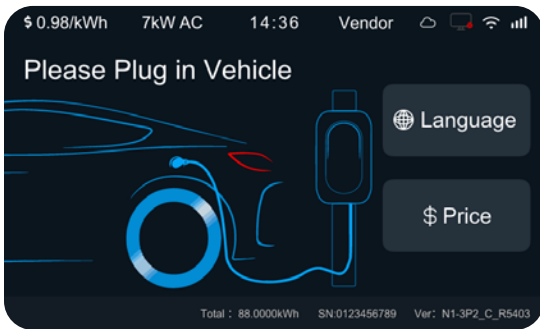 $ 0.98/kWh 7kW AC 14:36 Vendor
Please Plug in Vehicle
Language
$ Price
Total : 88.0000kWh SN:0123456789 Ver: N1-3P2_C_R5403